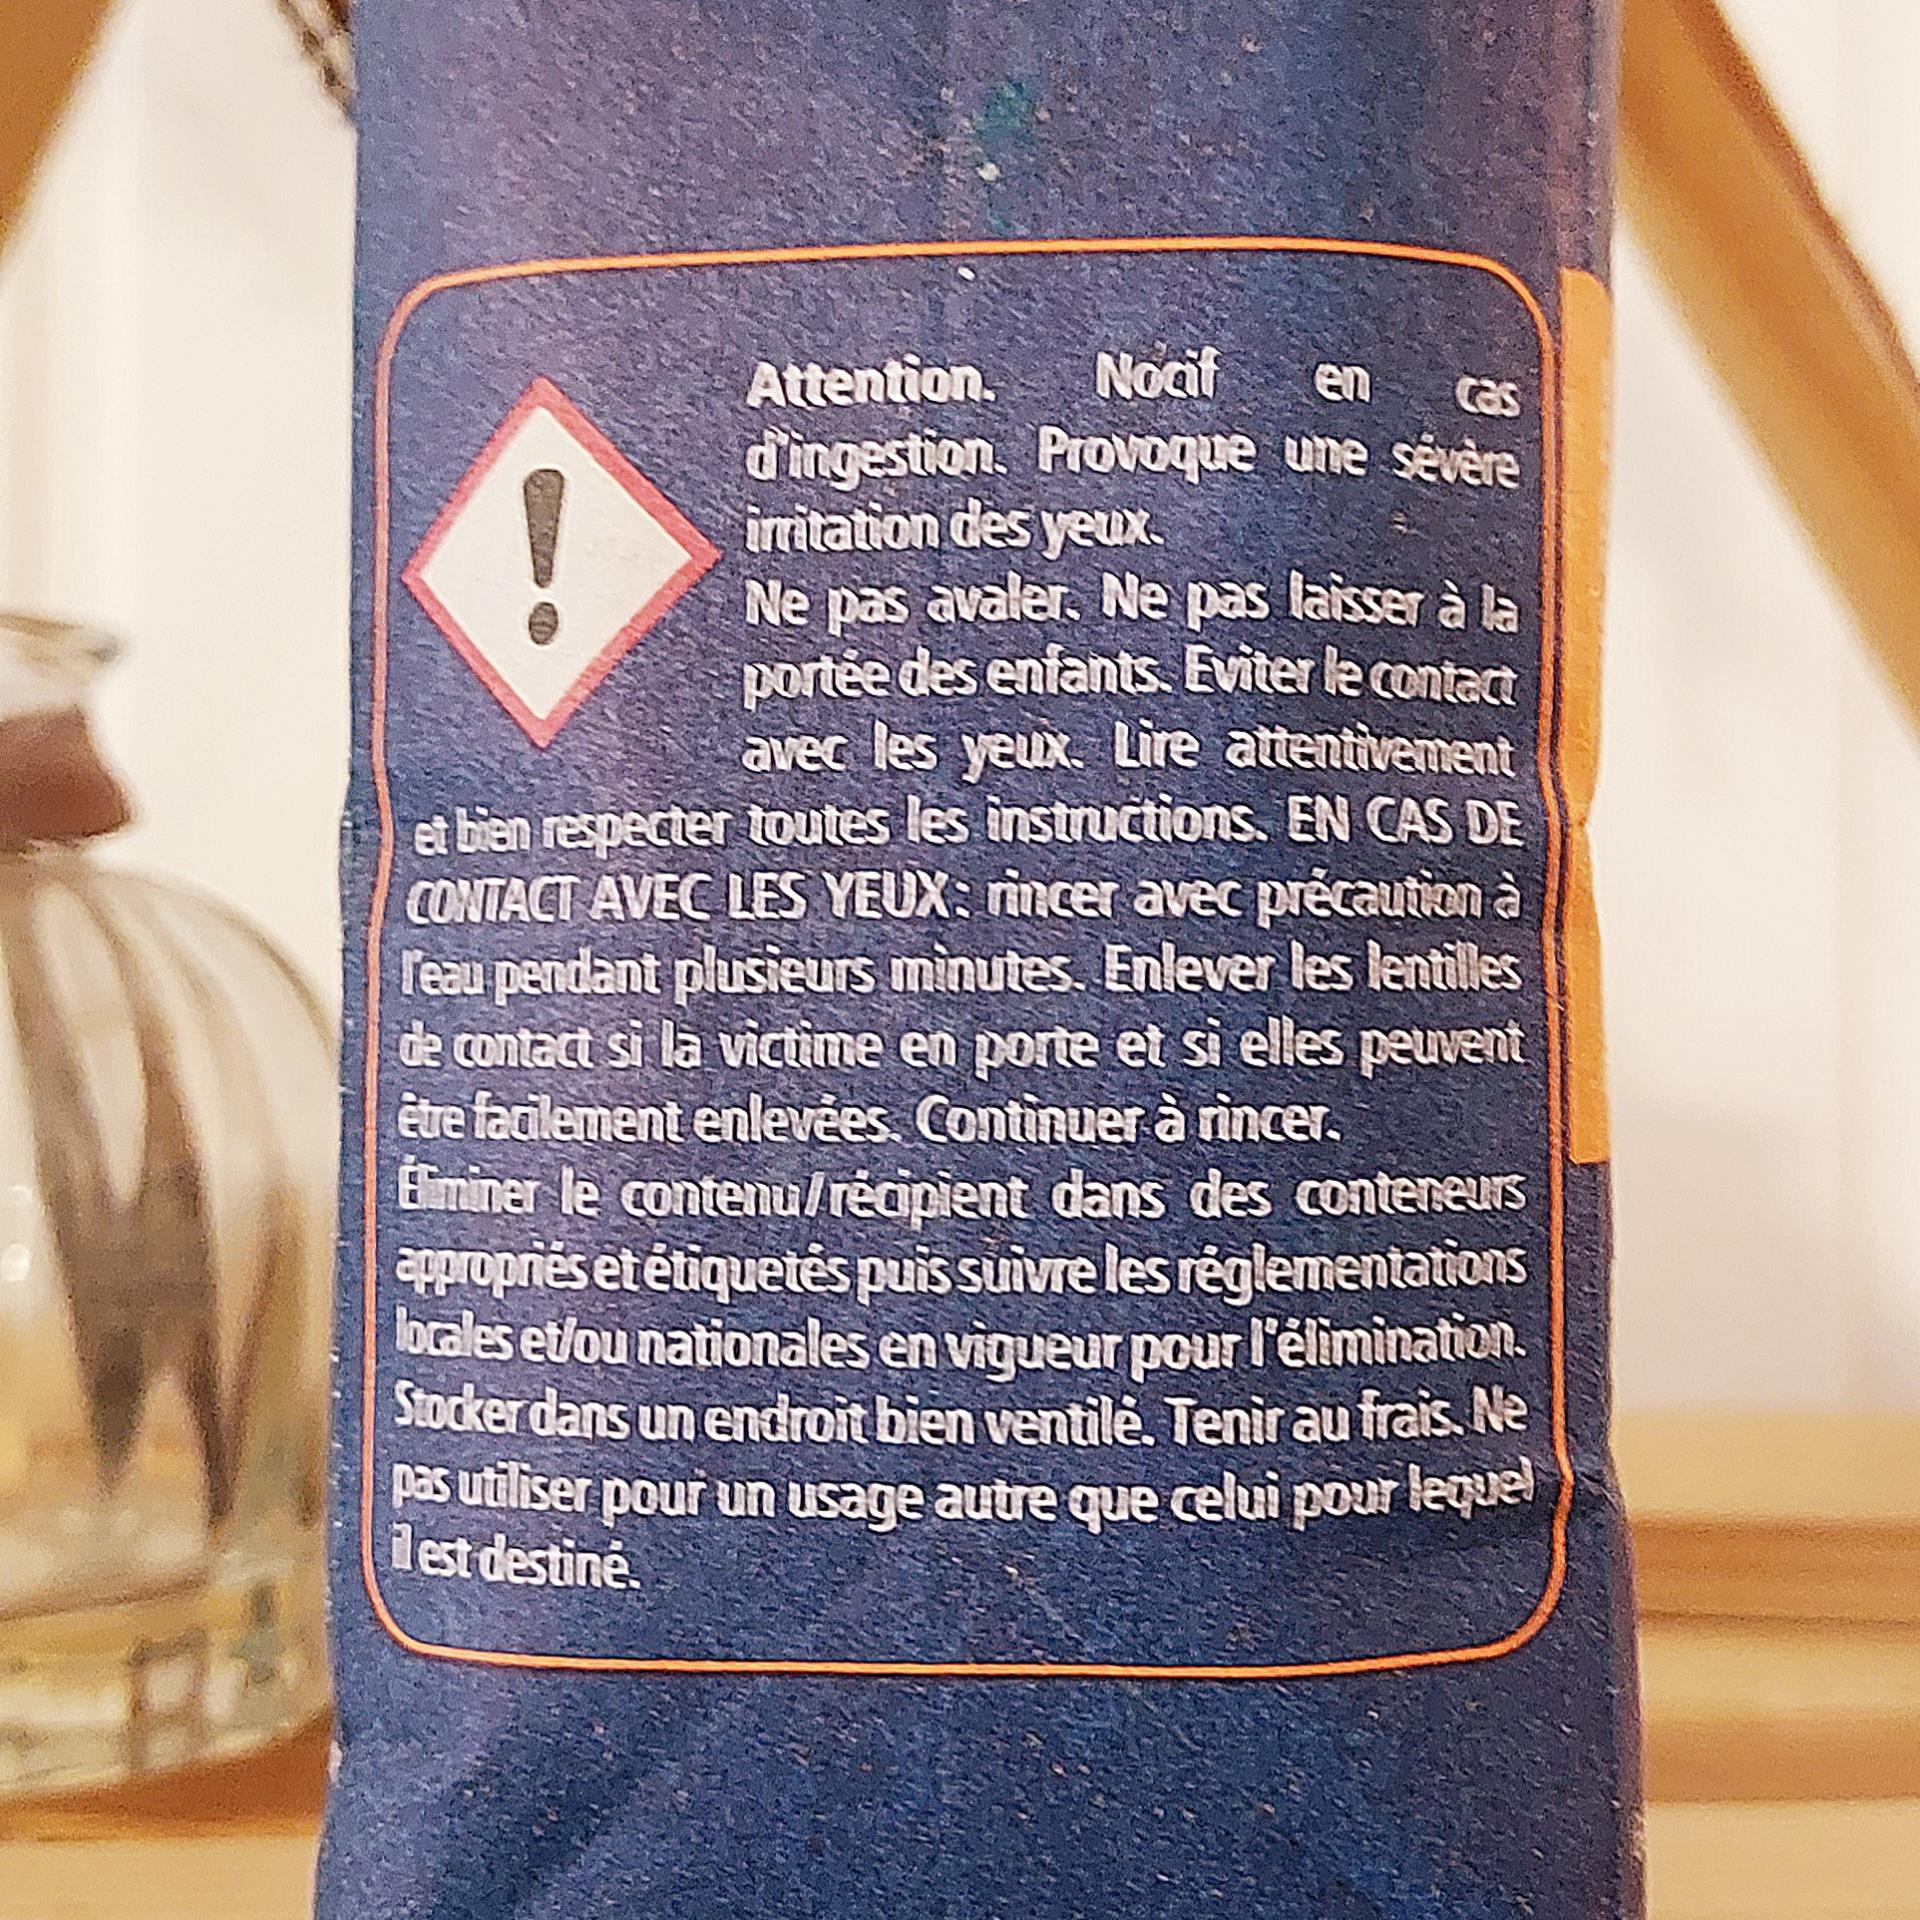 Attention. Nocif en cas
d'ingestion. Provoque une sévère
irritation des yeux.
Ne pas avaler. Ne pas laisser à la
portée des enfants. Eviter le contact
avec les yeux. Lire attentivement
et bien respecter toutes les instructions. EN CAS DE
CONTACT AVEC LES YEUX: rincer avec précaution à
l'eau pendant plusieurs minutes. Enlever les lentilles
de contact si la victime en porte et si elles peuvent
être facilement enlevées. Continuer à rincer.
Éliminer le contenu/récipient dans des conteneurs
appropriés et étiquetés puis suivre les réglementations
locales et/ou nationales en vigueur pour l'élimination.
Stocker dans un endroit bien ventilé. Tenir au frais. Ne
pas utiliser pour un usage autre que celui pour lequel
il est destiné.